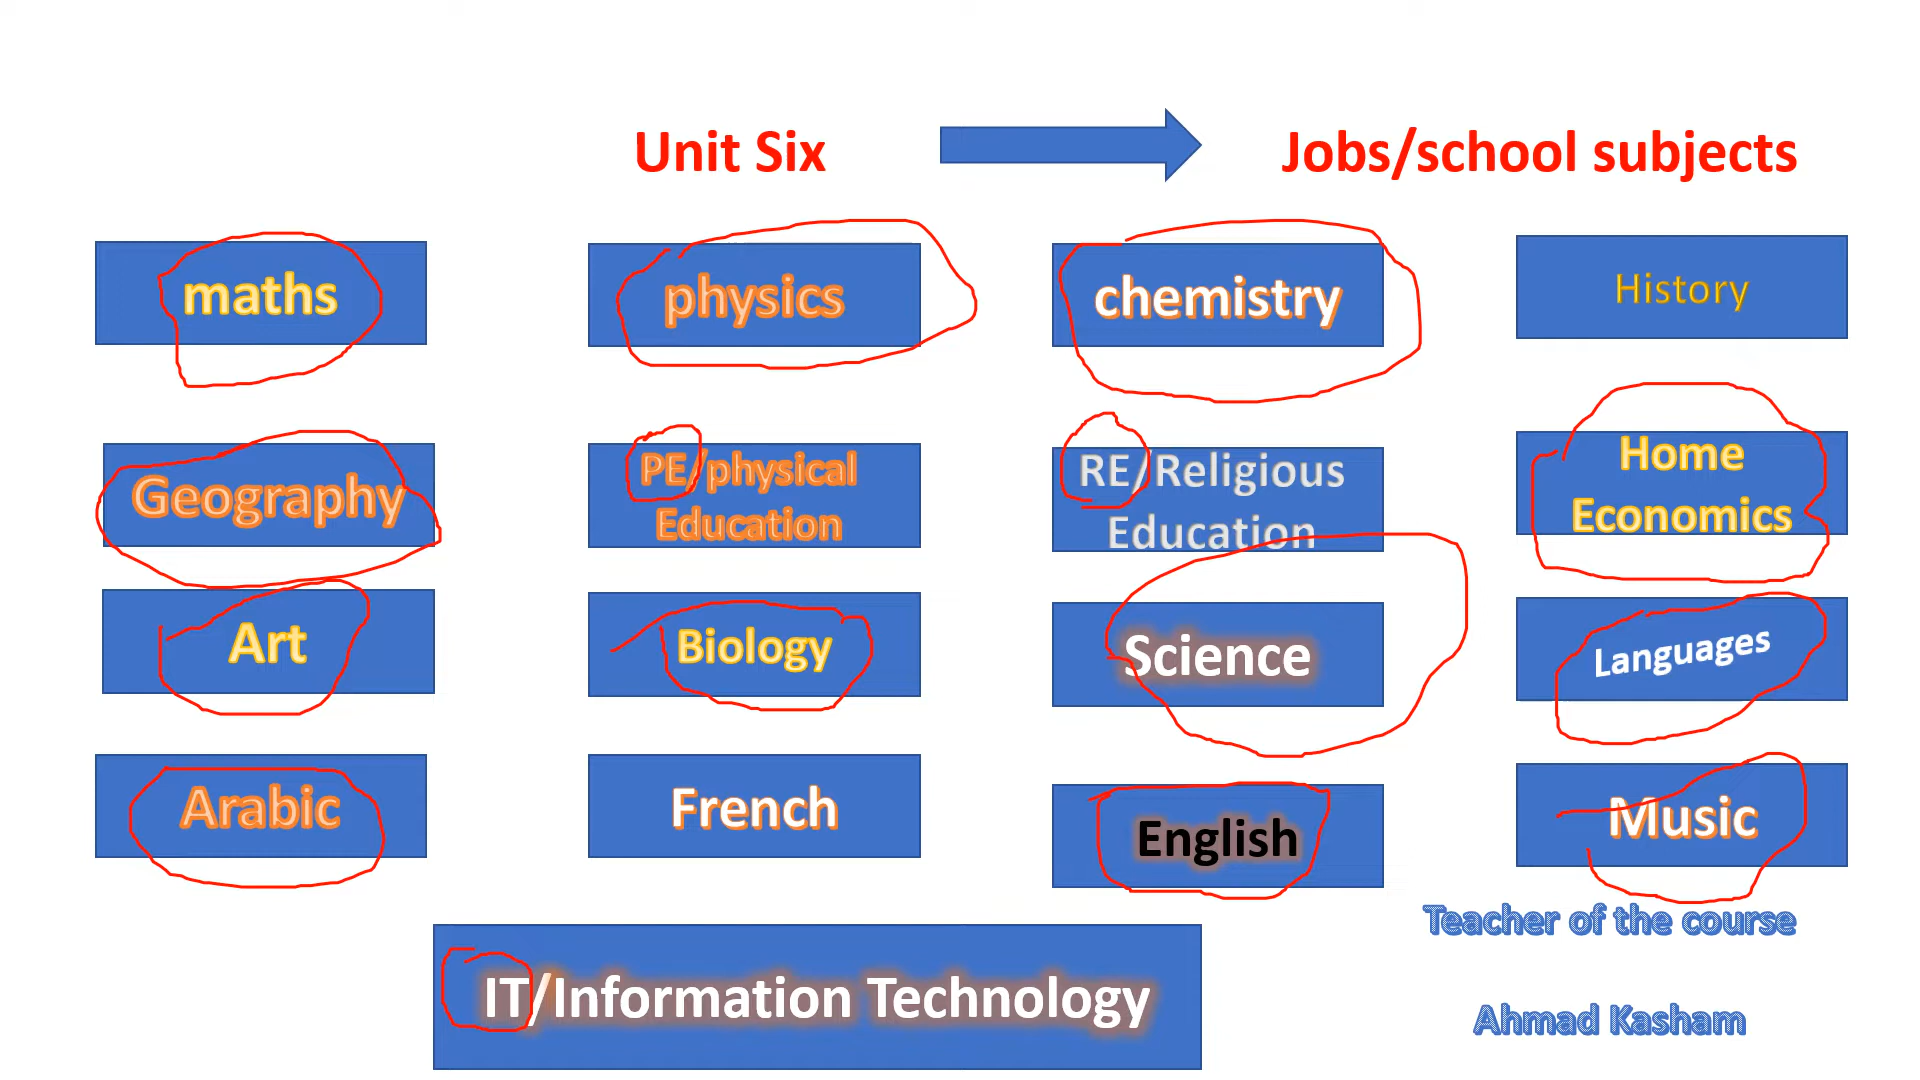 Unit Six
Jobs/school subjects
maths
physics
chemistry
History
Geography
PE/physical
Education
RE/Religious
Education
Home
Economics
Art
Biology
Science
Languages
Arabic
French
English
Music
IT/Information Technology
Teacher of the course
Ahmad Kasham